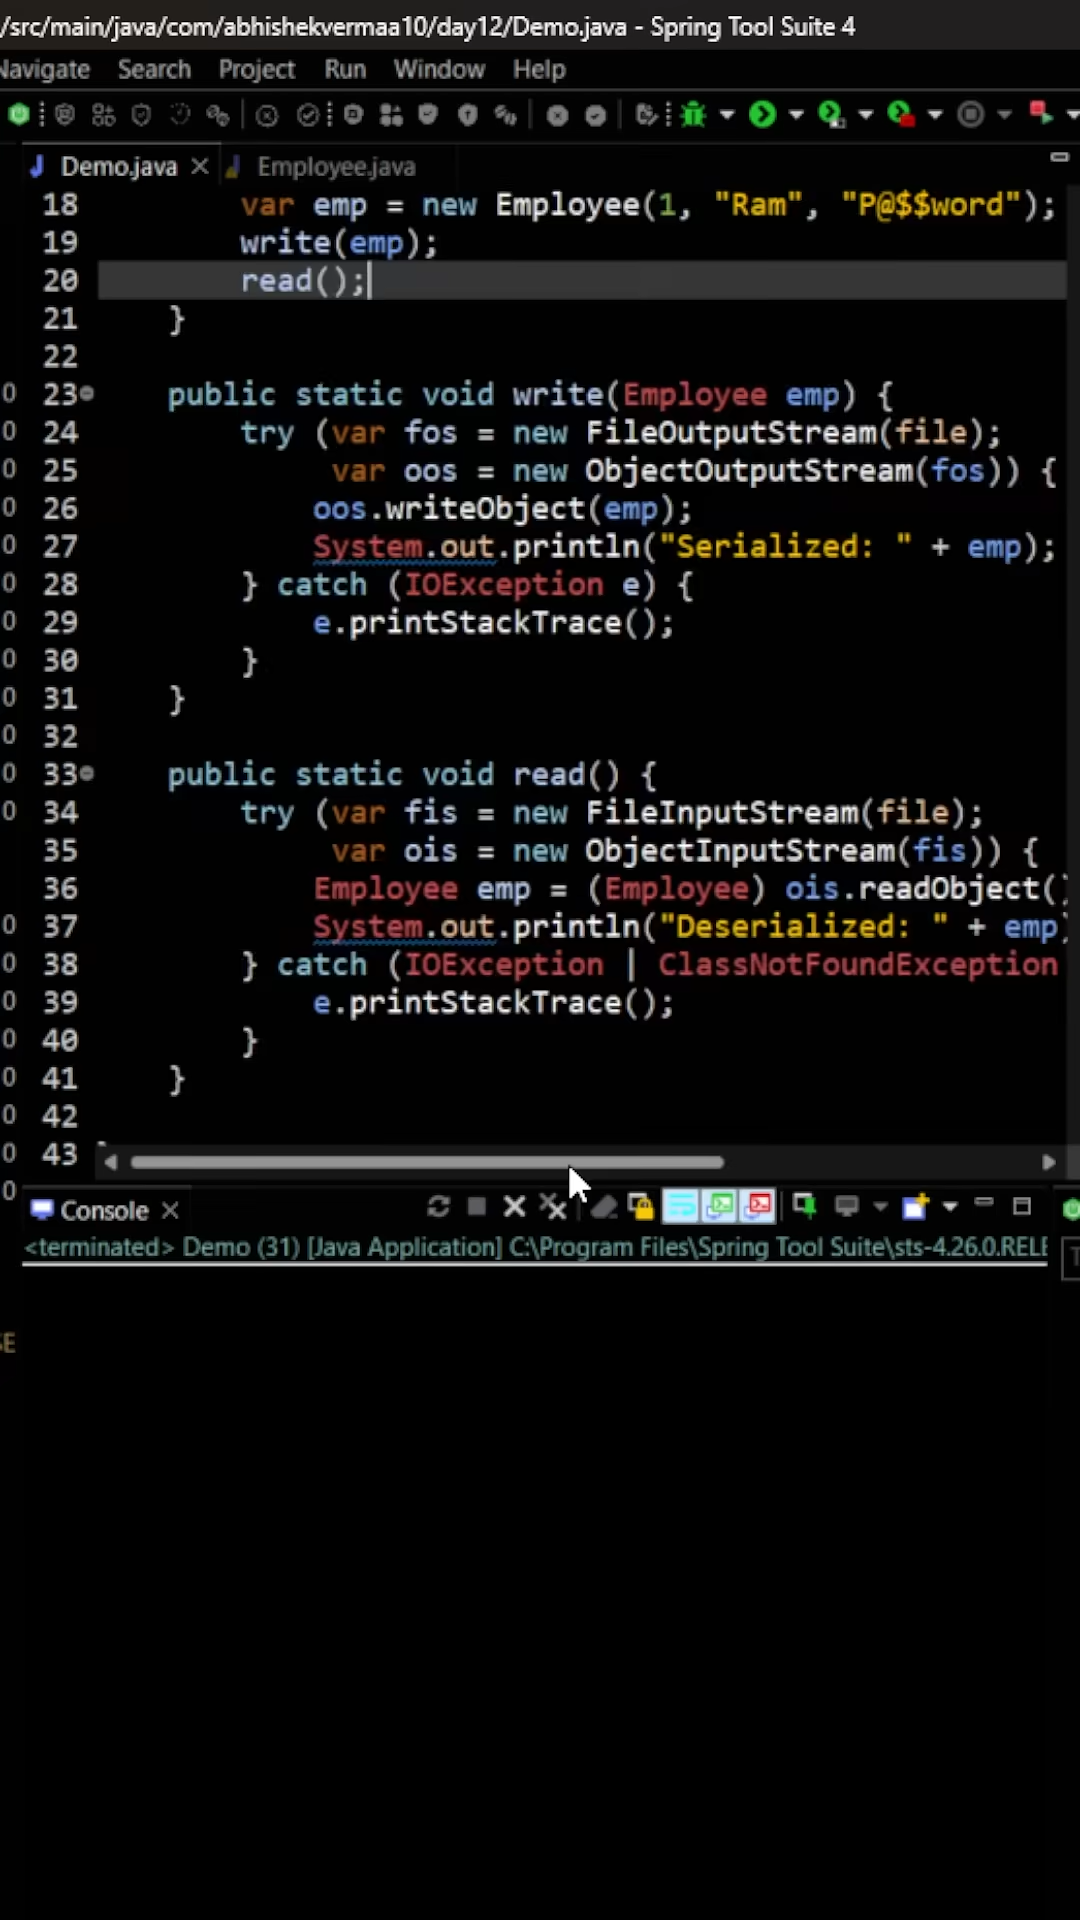 /src/main/java/com/abhishekvermaa10/day12/Demo.java - Spring Tool Suite 4
Navigate Search Project Run Window Help
Demo.java Employee.java
18 var emp = new Employee(1, "Ram", "P@$$word");
19 write(emp);
20 read();
21 }
22
23 public static void write(Employee emp) {
24 try (var fos = new FileOutputStream(file);
25 var oos = new ObjectOutputStream(fos)) {
26 oos.writeObject(emp);
27 System.out.println("Serialized: " + emp);
28 } catch (IOException e) {
29 e.printStackTrace();
30 }
31 }
32
33 public static void read() {
34 try (var fis = new FileInputStream(file);
35 var ois = new ObjectInputStream(fis)) {
36 Employee emp = (Employee) ois.readObject()
37 System.out.println("Deserialized: " + emp)
38 } catch (IOException | ClassNotFoundException
39 e.printStackTrace();
40 }
41 }
42
43
Console
<terminated> Demo (31) [Java Application] C:\Program Files\Spring Tool Suite\sts-4.26.0.RELE